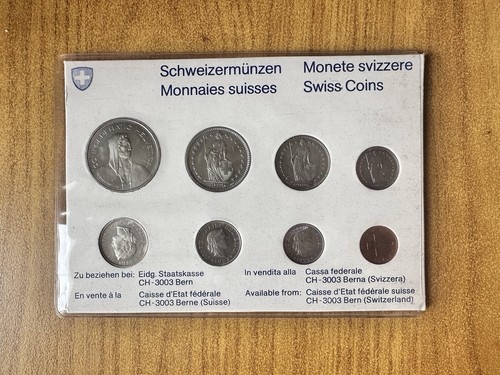 Schweizermünzen
Monnaies suisses
Monete svizzere
Swiss Coins
Zu beziehen bei: Eidg. Staatskasse
CH-3003 Bern
In vendita alla Cassa federale
CH-3003 Berna (Svizzera)
En vente à la Caisse d'Etat fédérale
CH-3003 Berne (Suisse)
Available from: Caisse d'Etat fédérale suisse
CH-3003 Bern (Switzerland)